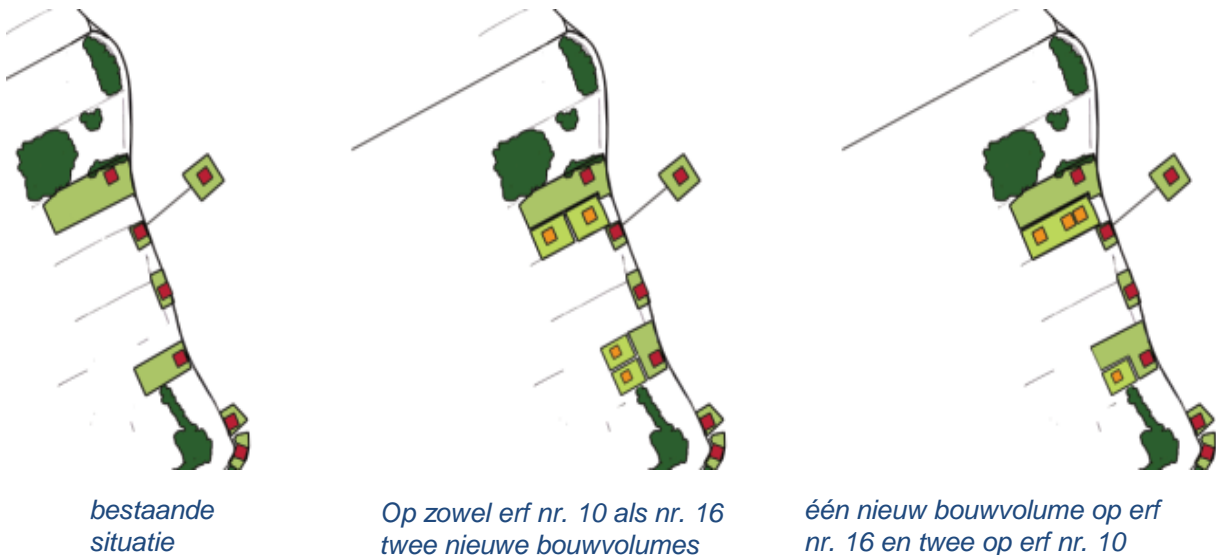 bestaande
situatie
Op zowel erf nr. 10 als nr. 16
twee nieuwe bouwvolumes
één nieuw bouwvolume op erf
nr. 16 en twee op erf nr. 10